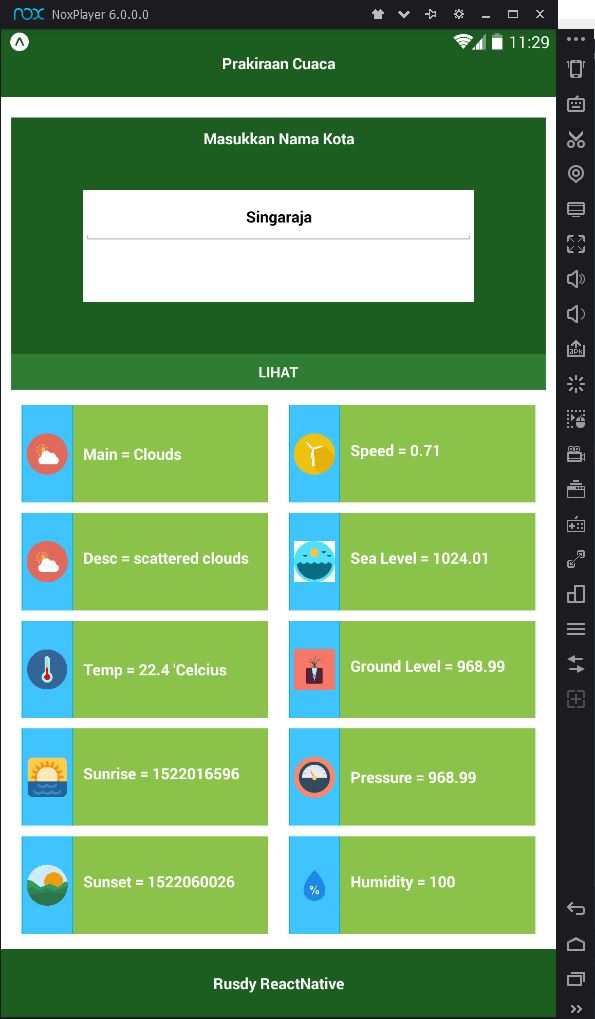 nox NoxPlayer 6.0.0.0
11:29
Prakiraan Cuaca
Masukkan Nama Kota
Singaraja
LIHAT
Main = Clouds
Speed = 0.71
Desc = scattered clouds
Sea Level = 1024.01
Temp = 22.4 'Celcius
Ground Level = 968.99
Sunrise = 1522016596
Pressure = 968.99
Sunset = 1522060026
%
Humidity = 100
Rusdy ReactNative
apk